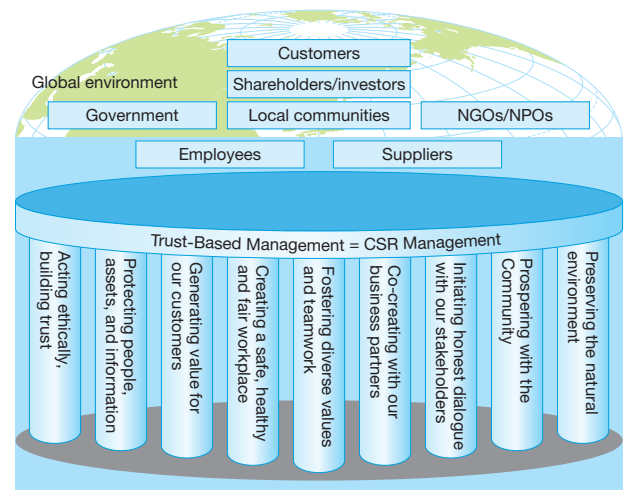 Customers
Global environment
Shareholders/investors
Government
Local communities
NGOs/NPOs
Employees
Suppliers
Trust-Based Management = CSR Management
Acting ethically,
building trust
Protecting people,
assets, and information
Generating value for
our customers
Creating a safe, healthy
and fair workplace
Fostering diverse values
and teamwork
Co-creating with our
business partners
Initiating honest dialogue
with our stakeholders
Prospering with the
Community
Preserving the natural
environment